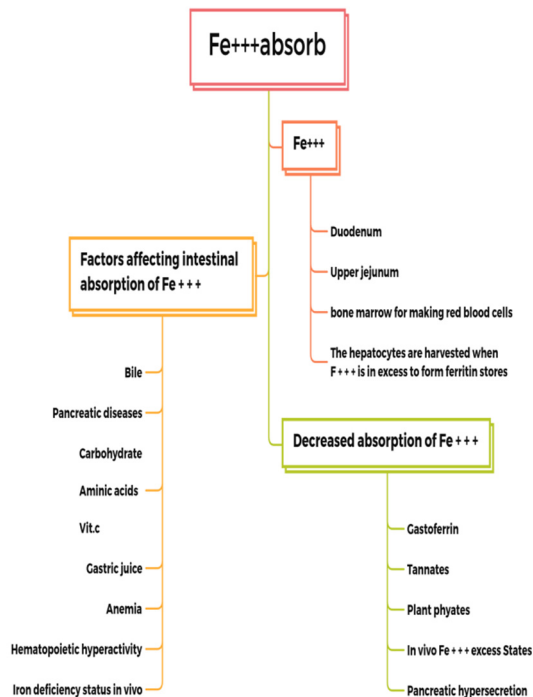 Fe+++absorb
Fe+++
Duodenum
Upper jejunum
bone marrow for making red blood cells
The hepatocytes are harvested when
F+++ is in excess to form ferritin stores
Factors affecting intestinal
absorption of Fe+++
Bile
Pancreatic diseases
Carbohydrate
Aminic acids
Vit.c
Gastric juice
Anemia
Hematopoietic hyperactivity
Iron deficiency status in vivo
Decreased absorption of Fe+++
Gastoferrin
Tannates
Plant phyates
In vivo Fe+++ excess States
Pancreatic hypersecretion